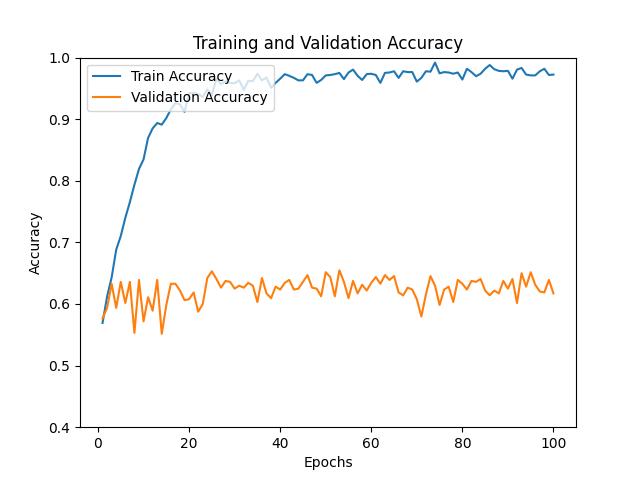 Training and Validation Accuracy
Train Accuracy
Validation Accuracy
1.0
0.9
0.8
0.7
0.6
0.5
0.4
Accuracy
0 20 40 60 80 100
Epochs